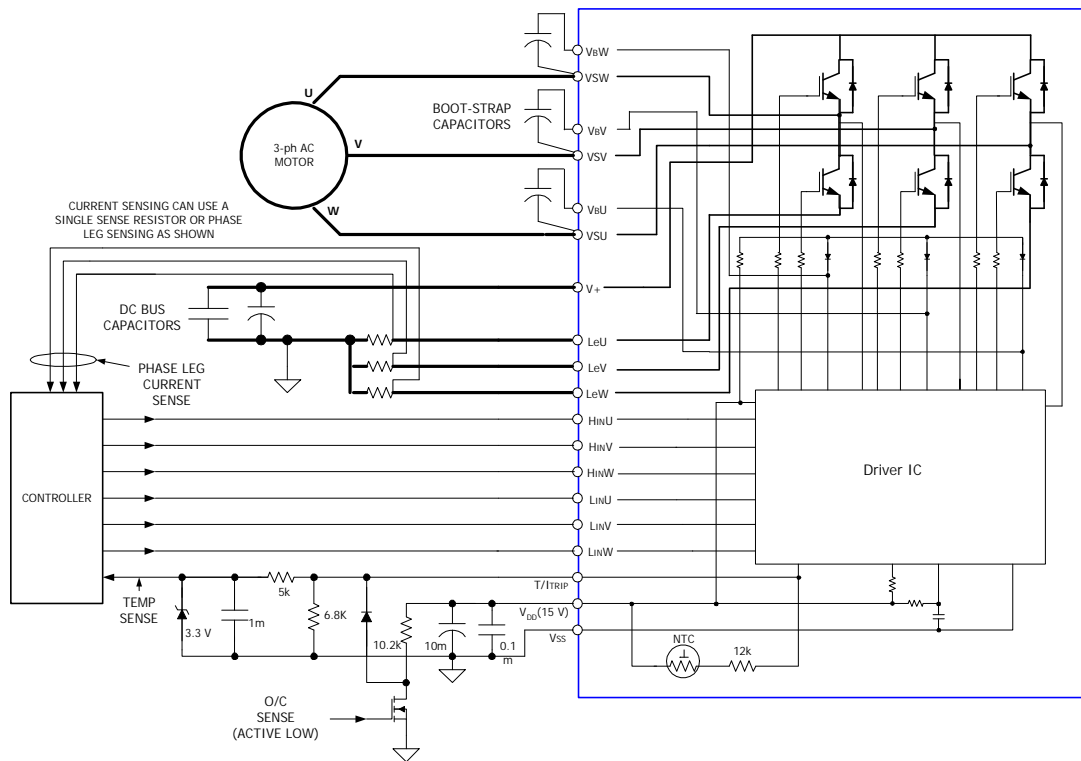 VBW
U
VSW
BOOT-STRAP
CAPACITORS
VBV
3-ph AC
MOTOR
V
VSV
W
VBU
CURRENT SENSING CAN USE A
SINGLE SENSE RESISTOR OR PHASE
LEG SENSING AS SHOWN
VSU
V+
DC BUS
CAPACITORS
LeU
PHASE LEG
CURRENT
SENSE
LeV
LeW
HINU
HINV
HINW
Driver IC
CONTROLLER
LINU
LINV
LINW
T/ITRIP
TEMP
SENSE
5k
3.3 V
1m
6.8K
10.2k
10m
0.1
m
VDD(15 V)
VSS
NTC
12k
O/C
SENSE
(ACTIVE LOW)